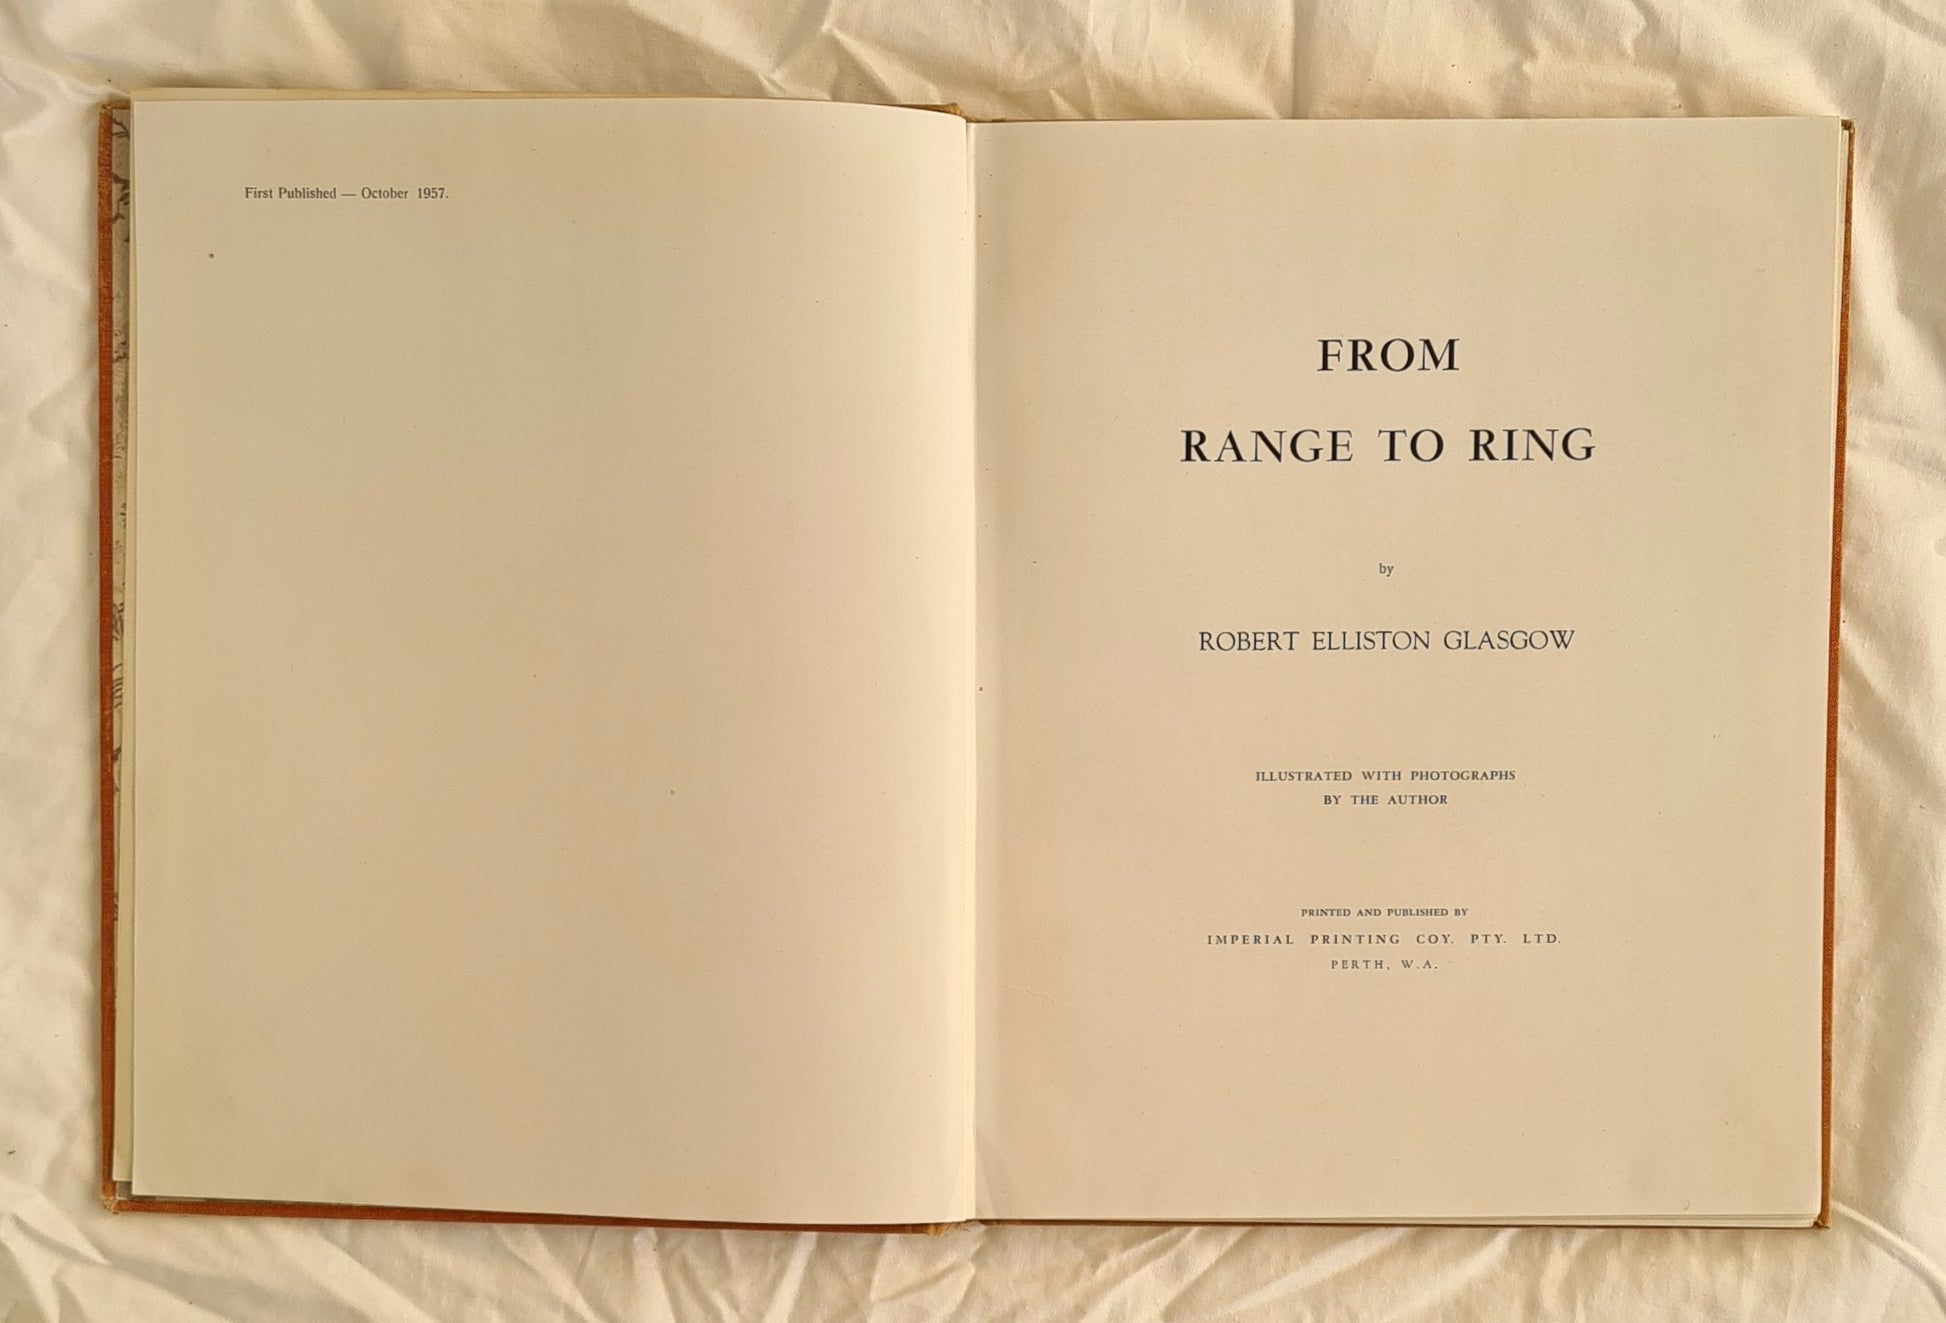 First Published — October 1957.
FROM
RANGE TO RING
by
ROBERT ELLISTON GLASGOW
ILLUSTRATED WITH PHOTOGRAPHS
BY THE AUTHOR
PRINTED AND PUBLISHED BY
IMPERIAL PRINTING COY. PTY. LTD.
PERTH, W.A.